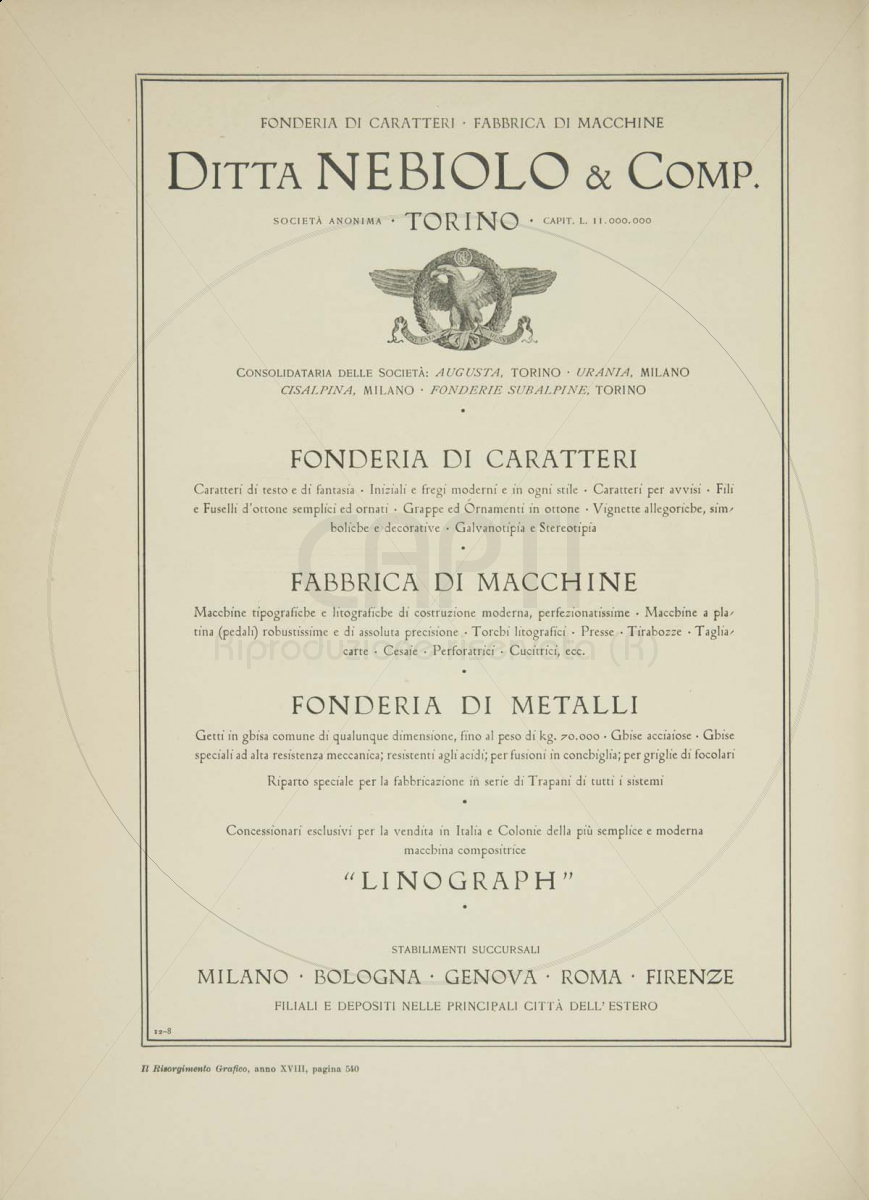 FONDERIA DI CARATTERI · FABBRICA DI MACCHINE
DITTA NEBIOLO & COMP.
SOCIETÀ ANONIMA · TORINO · CAPIT. L. 11.000.000
CONSOLIDATARIA DELLE SOCIETÀ: AUGUSTA, TORINO · URANIA, MILANO
CISALPINA, MILANO · FONDERIE SUBALPINE, TORINO
FONDERIA DI CARATTERI
Caratteri di testo e di fantasia · Iniziali e fregi moderni e in ogni stile · Caratteri per avvisi · Fili
e Fuselli d'ottone semplici ed ornati · Grappe ed Ornamenti in ottone · Vignette allegoriche, sim-
boliche e decorative · Galvanotipia e Stereotipia
CAPTI
FABBRICA DI MACCHINE
Macchine tipografiche e litografiche di costruzione moderna, perfezionatissime · Macchine a pla-
tina (pedali) robustissime e di assoluta precisione · Torchi litografici · Presse · Tirabozze · Taglia-
carte · Cesoie · Perforatrici · Cucitrici, ecc.
Riproduzione riservata (R)
FONDERIA DI METALLI
Getti in ghisa comune di qualunque dimensione, fino al peso di kg. 70.000 · Ghise acciaiose · Ghise
speciali ad alta resistenza meccanica; resistenti agli acidi; per fusioni in conchiglia; per griglie di focolari
Riparto speciale per la fabbricazione in serie di Trapani di tutti i sistemi
Concessionari esclusivi per la vendita in Italia e Colonie della più semplice e moderna
macchina compositrice
"LINOGRAPH"
STABILIMENTI SUCCURSALI
MILANO · BOLOGNA · GENOVA · ROMA · FIRENZE
FILIALI E DEPOSITI NELLE PRINCIPALI CITTÀ DELL'ESTERO
12-8
Il Risorgimento Grafico, anno XVIII, pagina 540